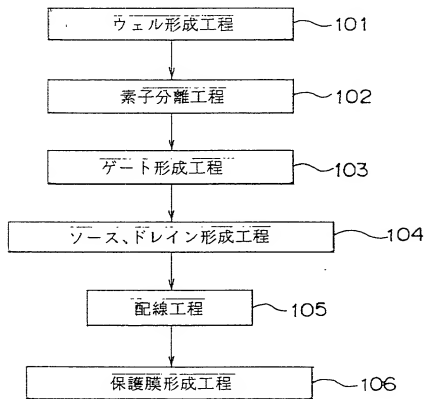 ウェル形成工程 101
素子分離工程 102
ゲート形成工程 103
ソース、ドレイン形成工程 104
配線工程 105
保護膜形成工程 106